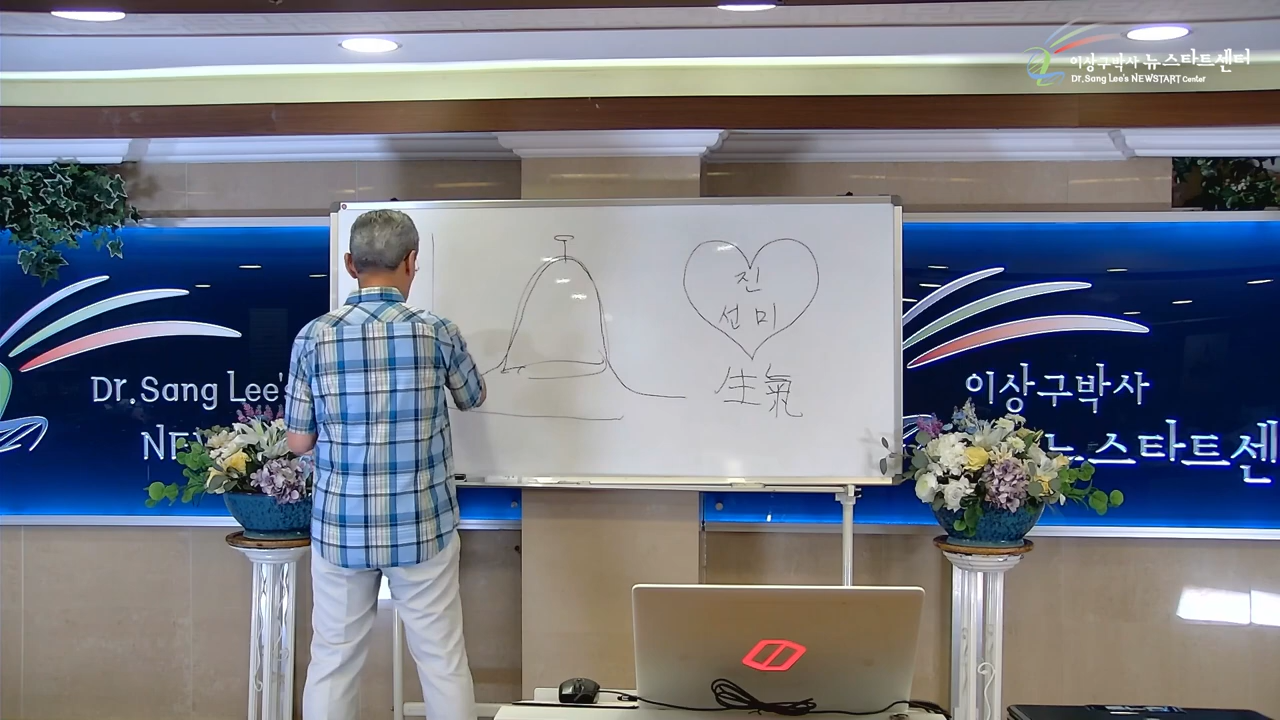 이상구박사 뉴스타트센터
Dr. Sang Lee's NEWSTART Center
진
선 미
生氣
Dr. Sang Lee's
NE
이상구박사
뉴스타트센